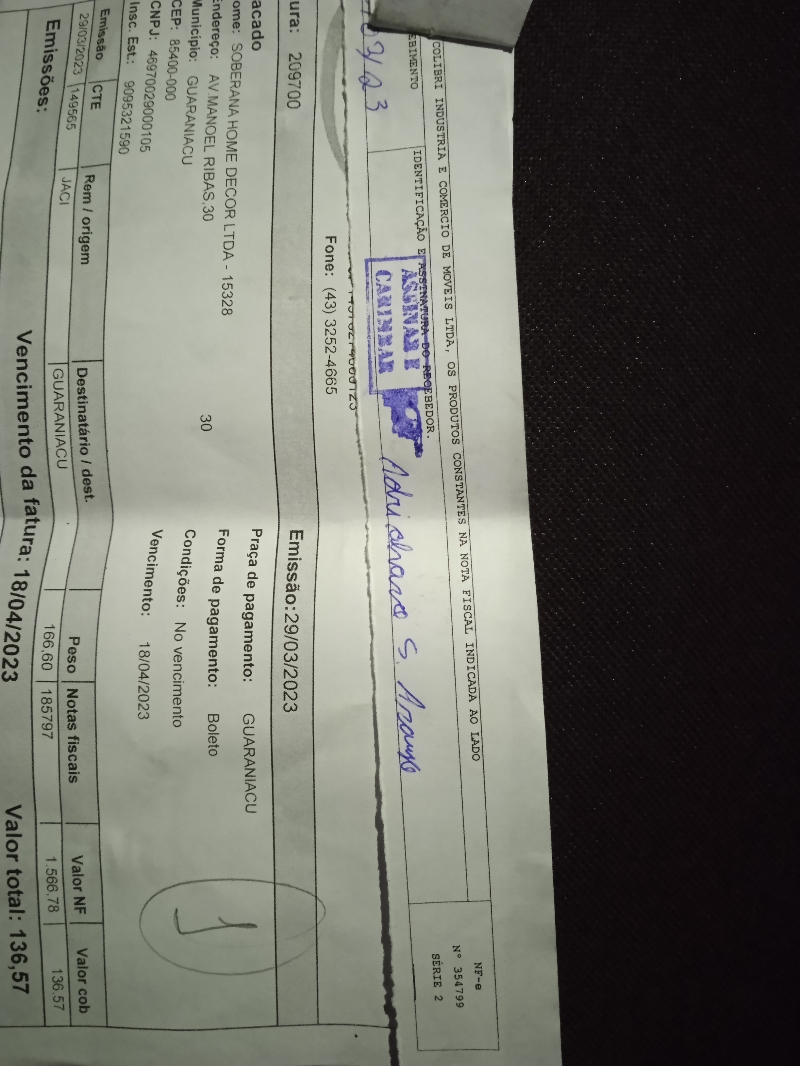 COLIBRI INDUSTRIA E COMERCIO DE MOVEIS LTDA, OS PRODUTOS CONSTANTES NA NOTA FISCAL INDICADA AO LADO
NF-e
Nº 354799
SÉRIE 2
EBIMENTO
IDENTIFICAÇÃO E ASSINATURA DO RECEBEDOR.
03/23
ASSINAR E
CARIMBAR
Adriohano S. Araujo
Fone: (43) 3252-4665
ura: 209700
Emissão:29/03/2023
acado
ome: SOBERANA HOME DECOR LTDA - 15328
Praça de pagamento: GUARANIACU
ndereço: AV.MANOEL RIBAS,30
30
Forma de pagamento: Boleto
Municipio: GUARANIACU
Condições: No vencimento
CEP: 85400-000
Vencimento: 18/04/2023
CNPJ: 46970029000105
Insc. Est.: 9095321590
Emissão CTE Rem / origem Destinatário / dest. Peso Notas fiscais Valor NF Valor cob
29/03/2023 149565 JACI GUARANIACU 166,60 185797 1.566,78 136,57
Emissões:
Vencimento da fatura: 18/04/2023
Valor total: 136,57